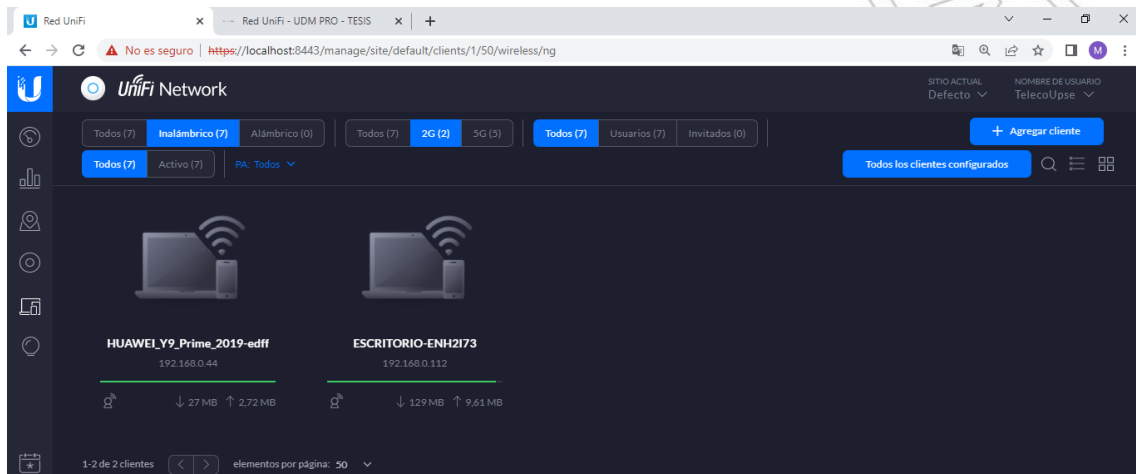 Red UniFi
Red UniFi - UDM PRO - TESIS
No es seguro | https://localhost:8443/manage/site/default/clients/1/50/wireless/ng
M
UniFi Network
SITIO ACTUAL
Defecto
NOMBRE DE USUARIO
TelecoUpse
Todos (7) Inalámbrico (7) Alámbrico (0) Todos (7) 2G (2) 5G (5) Todos (7) Usuarios (7) Invitados (0)
+ Agregar cliente
Todos (7) Activo (7) PA: Todos
Todos los clientes configurados
HUAWEI_Y9_Prime_2019-edff
192.168.0.44
27 MB 2,72 MB
ESCRITORIO-ENH2I73
192.168.0.112
129 MB 9,61 MB
1-2 de 2 clientes
elementos por página: 50